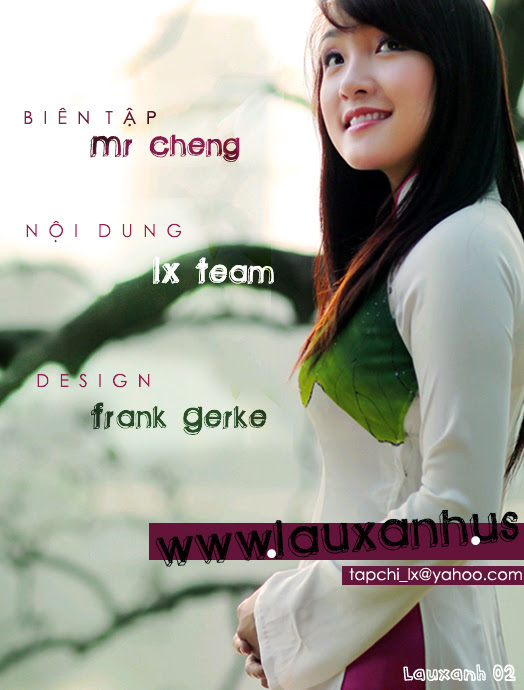 BIÊN TẬP
Mr Cheng
NỘI DUNG
lx team
DESIGN
frank gerke
www.lauxanh.us
tapchi_lx@yahoo.com
Lauxanh 02